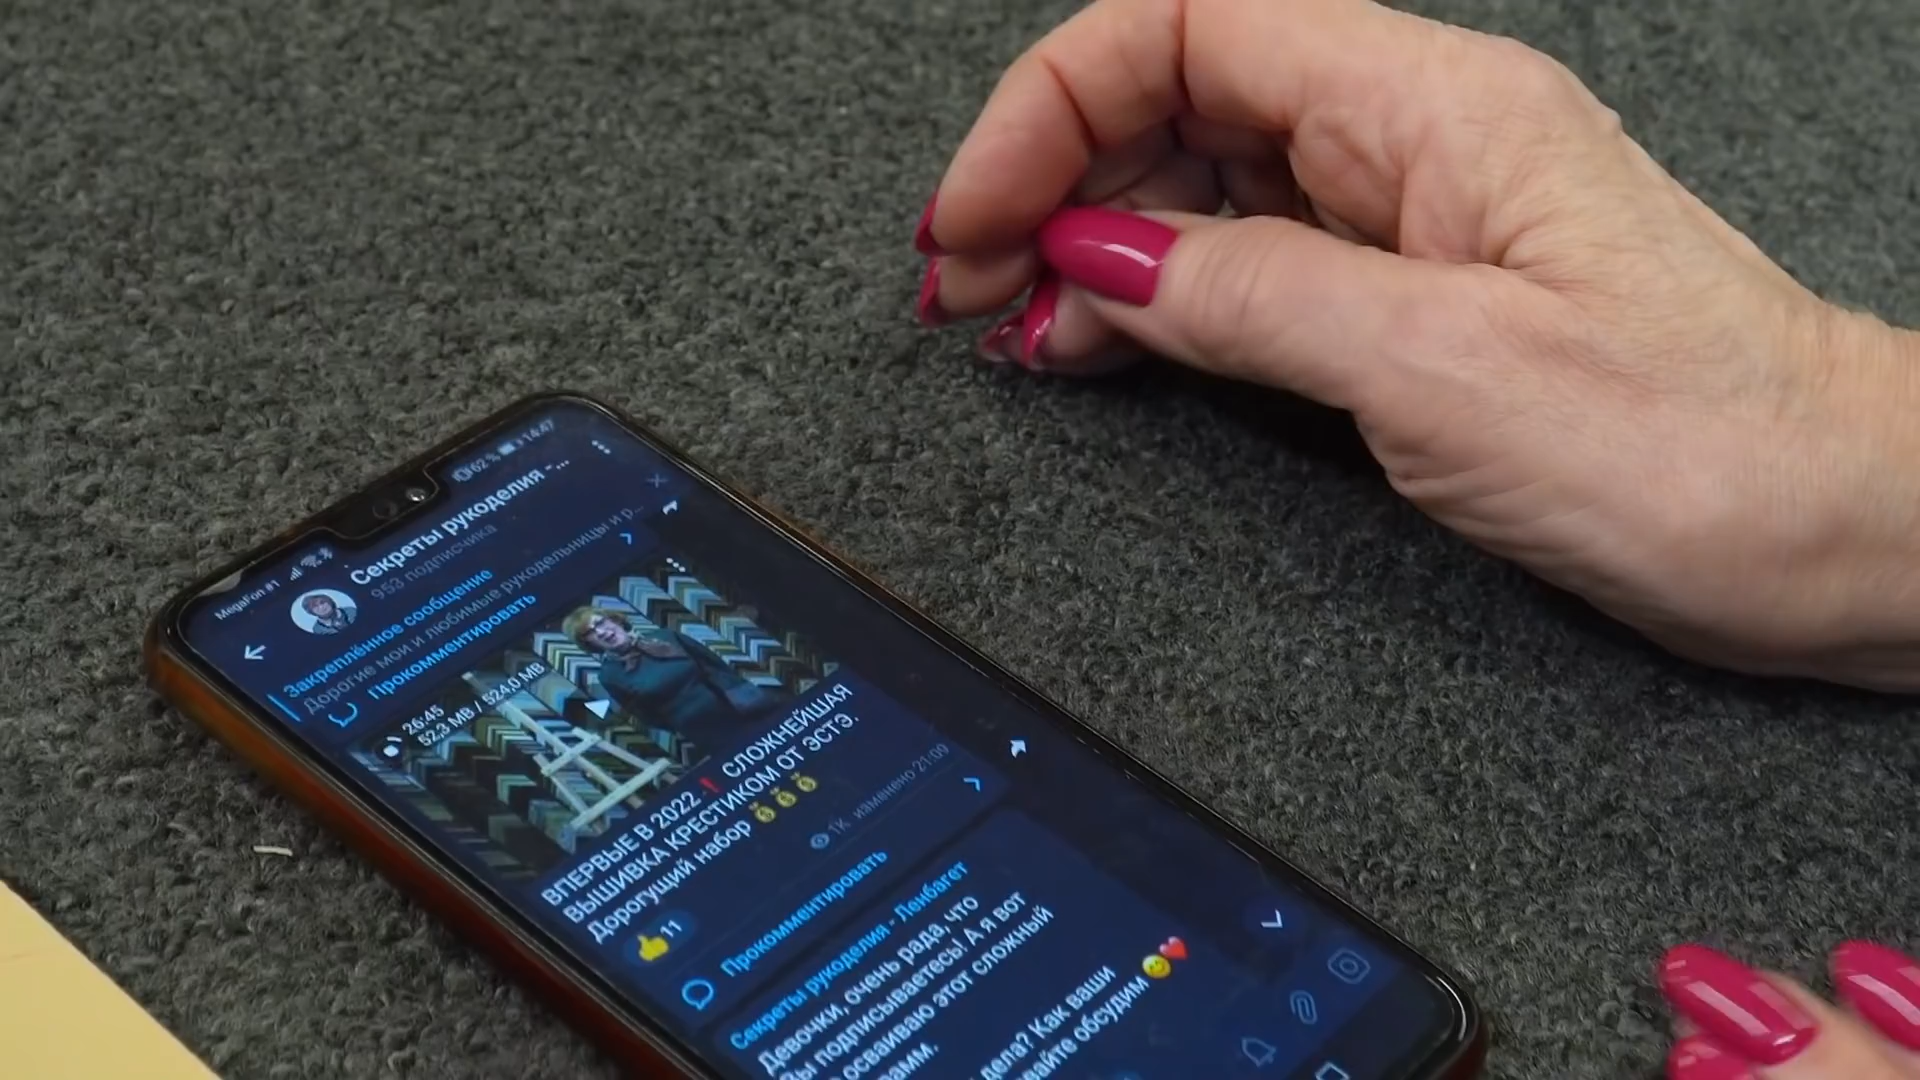 MegaFon #1
62 % 14:47
Секреты рукоделия -...
953 подписчика
Закреплённое сообщение
Дорогие мои и любимые рукодельницы и р...
Прокомментировать
26:45
52,3 MB / 524,0 MB
ВПЕРВЫЕ В 2022❗ СЛОЖНЕЙШАЯ
ВЫШИВКА КРЕСТИКОМ ОТ ЭСТЭ.
Дорогущий набор 💰💰💰
11
1K изменено 21:09
Прокомментировать
Секреты рукоделия - Ленбагет
Девочки, очень рада, что
Вы подписываетесь! А я вот
осваиваю этот сложный
дела? Как ваши
обсудим 😊❤️